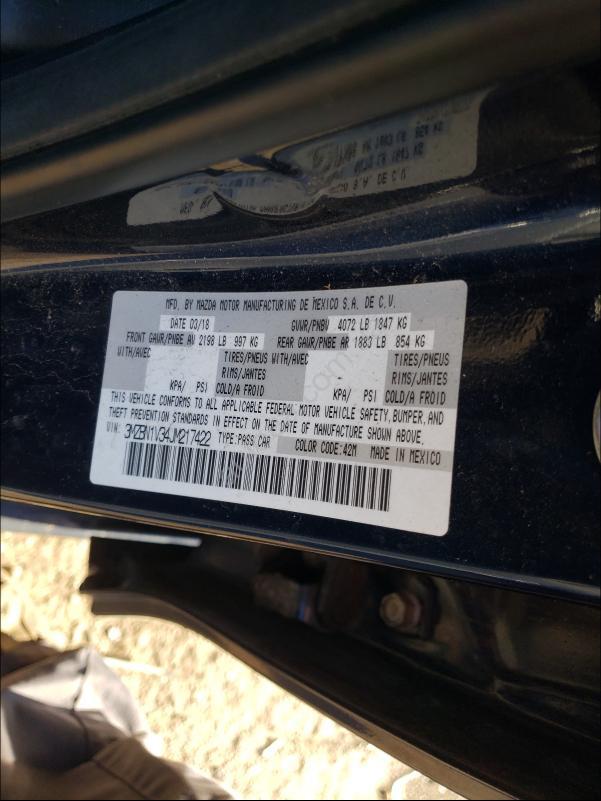 MFD. BY MAZDA MOTOR MANUFACTURING DE MEXICO S.A. DE C.V.
DATE 03/18 GVWR/PNBV 4072 LB 1847 KG
FRONT GAWR/PNBE AV 2198 LB 997 KG REAR GAWR/PNBE AR 1883 LB 854 KG
WITH/AVEC TIRES/PNEUS WITH/AVEC TIRES/PNEUS
- RIMS/JANTES - RIMS/JANTES
KPA/ PSI COLD/A FROID KPA/ PSI COLD/A FROID
THIS VEHICLE CONFORMS TO ALL APPLICABLE FEDERAL MOTOR VEHICLE SAFETY, BUMPER, AND
THEFT PREVENTION STANDARDS IN EFFECT ON THE DATE OF MANUFACTURE SHOWN ABOVE.
VIN: 3MZBN1V34JM217422 TYPE:PASS CAR COLOR CODE:42M MADE IN MEXICO